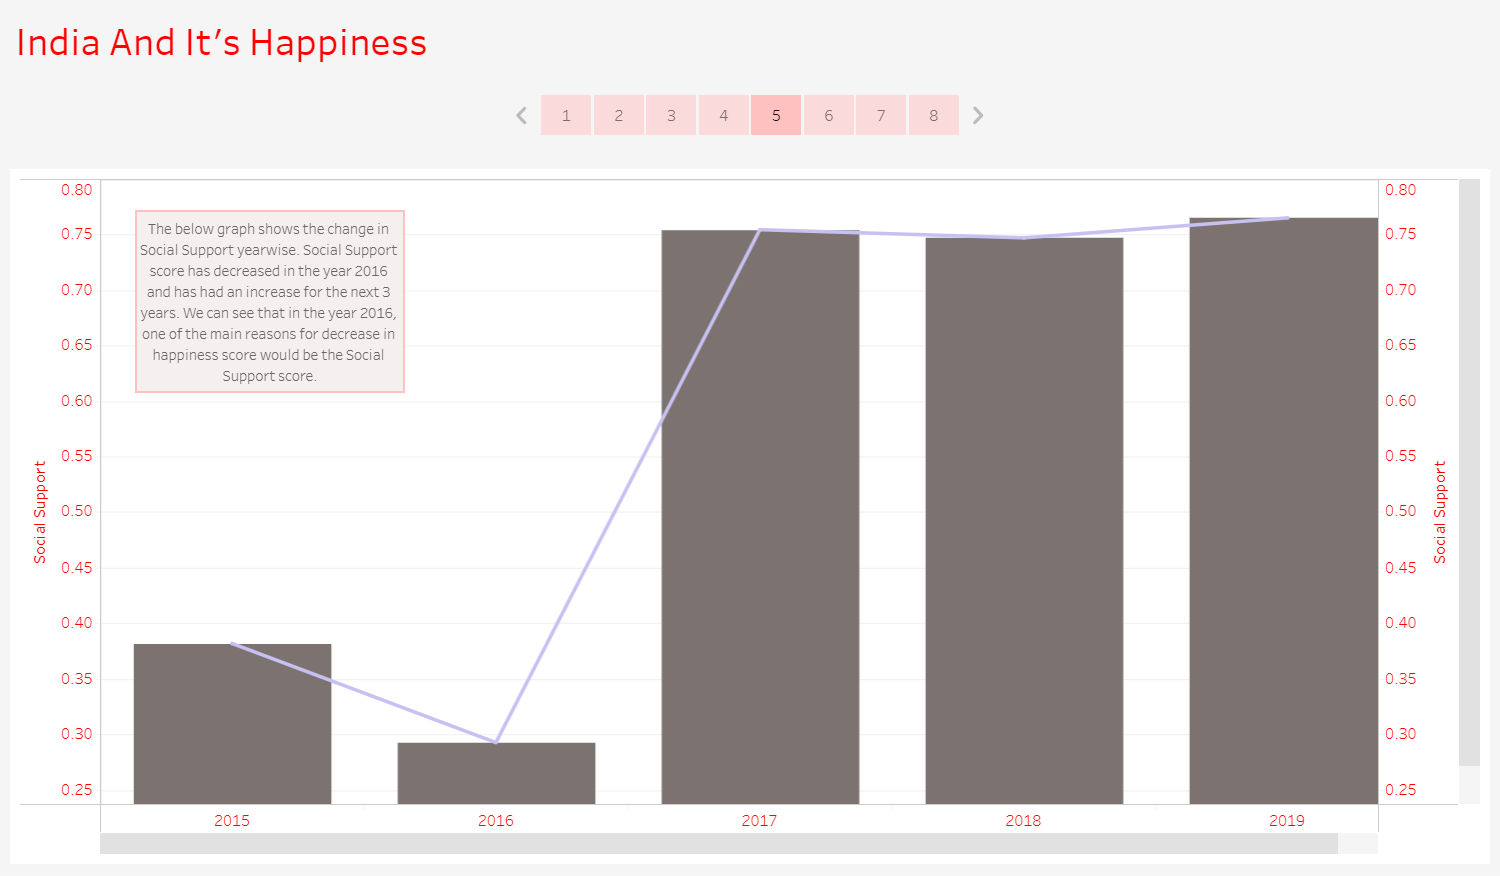 India And It’s Happiness
1 2 3 4 5 6 7 8
The below graph shows the change in
Social Support yearwise. Social Support
score has decreased in the year 2016
and has had an increase for the next 3
years. We can see that in the year 2016,
one of the main reasons for decrease in
happiness score would be the Social
Support score.
Social Support
0.80
0.75
0.70
0.65
0.60
0.55
0.50
0.45
0.40
0.35
0.30
0.25
0.80
0.75
0.70
0.65
0.60
0.55
0.50
0.45
0.40
0.35
0.30
0.25
Social Support
2015 2016 2017 2018 2019